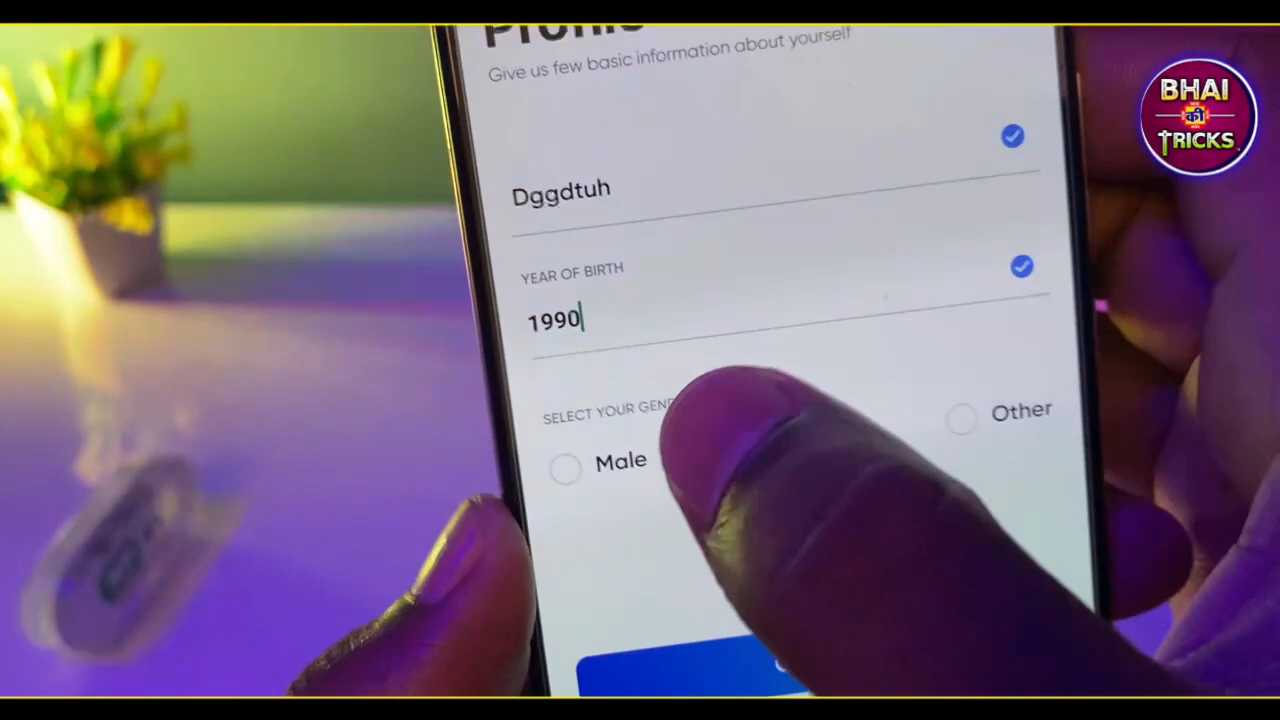 Profile
Give us few basic information about yourself
Dggdtuh
YEAR OF BIRTH
1990
SELECT YOUR GEN
Male
Other
BHAI
की
TRICKS